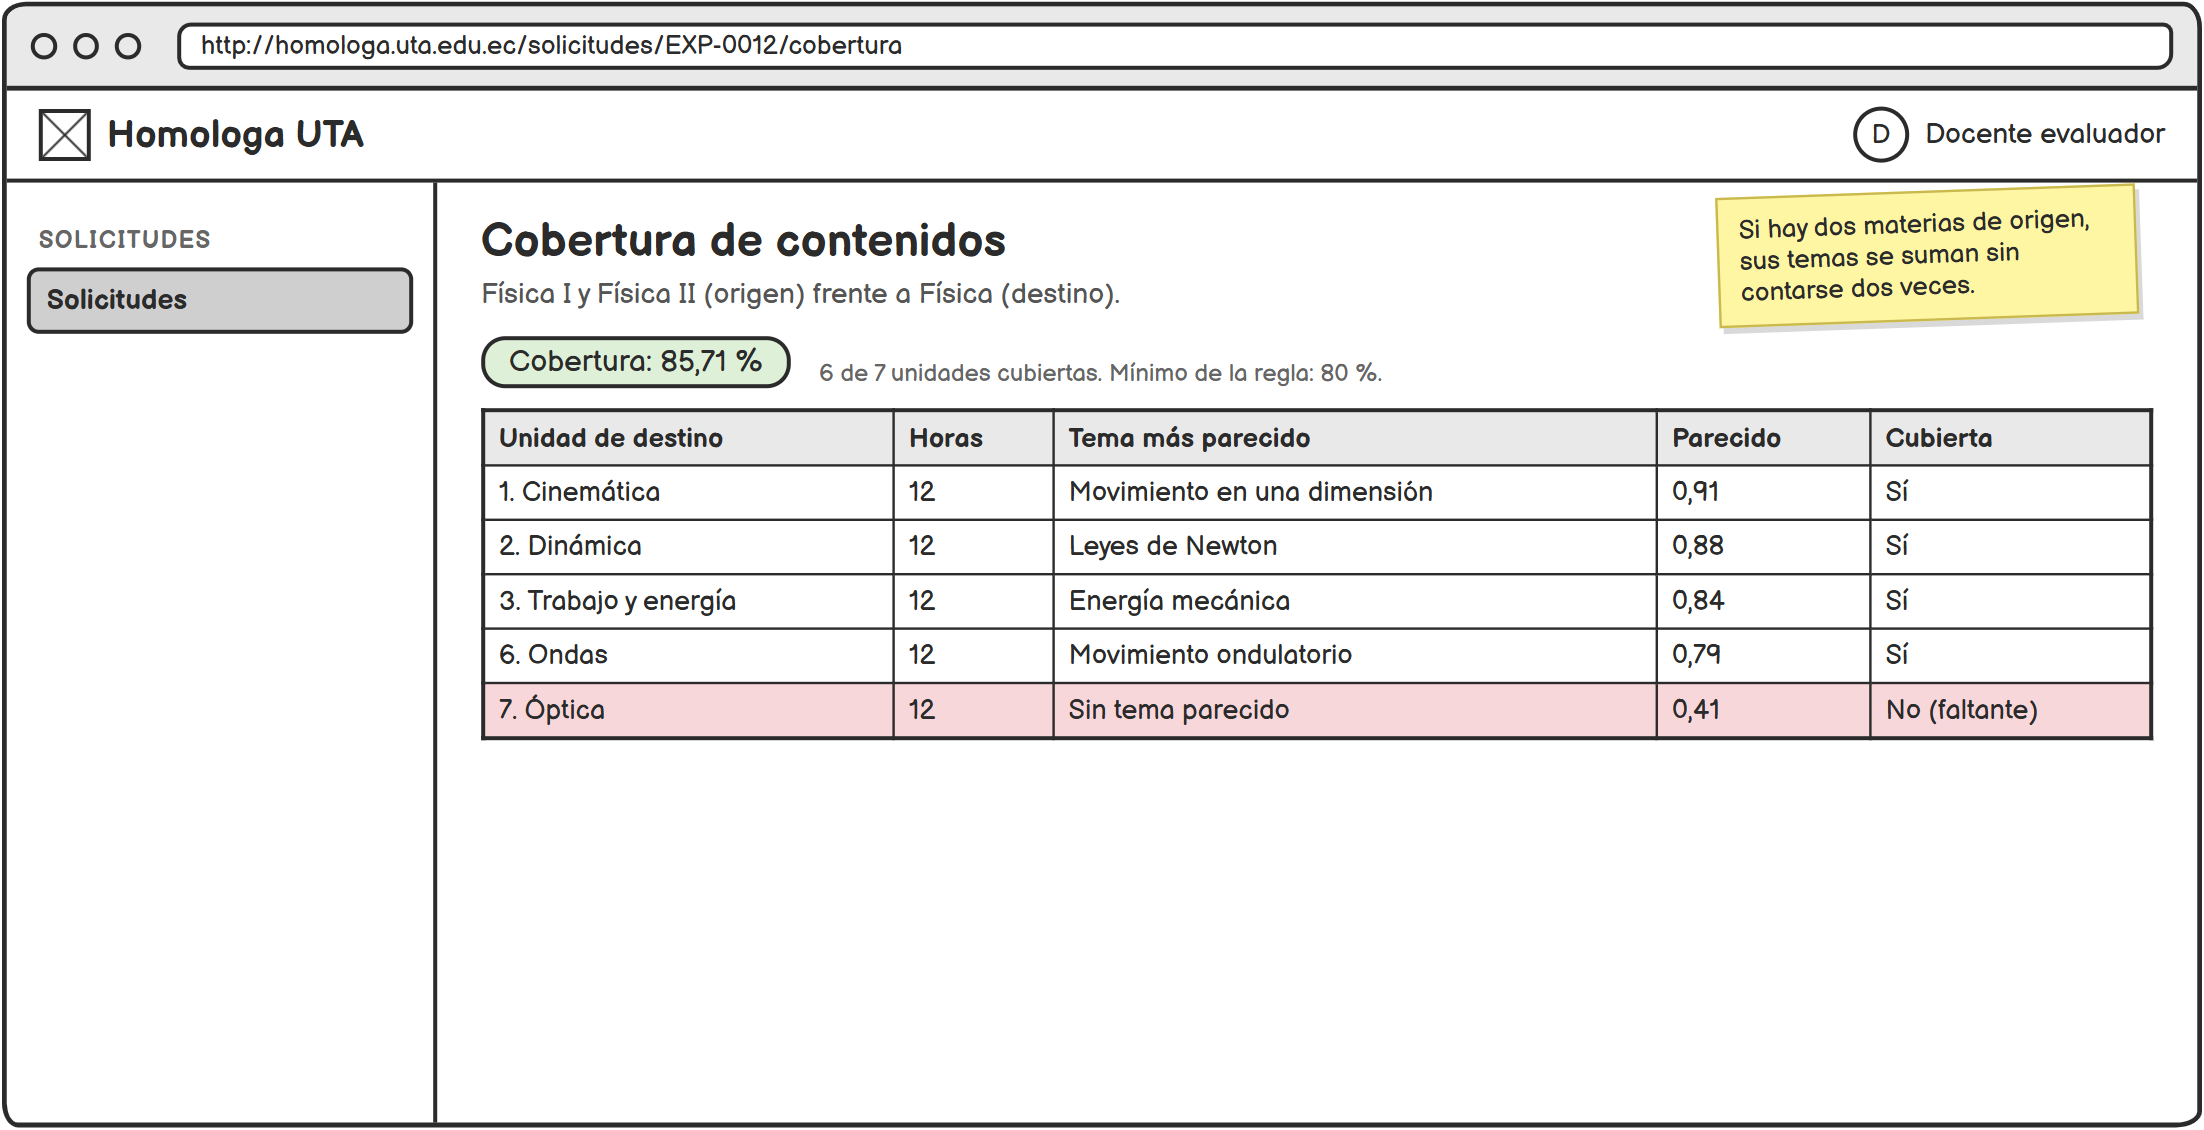 http://homologa.uta.edu.ec/solicitudes/EXP-0012/cobertura
Homologa UTA
D Docente evaluador
SOLICITUDES
Solicitudes
Cobertura de contenidos
Física I y Física II (origen) frente a Física (destino).
Si hay dos materias de origen,
sus temas se suman sin
contarse dos veces.
Cobertura: 85,71 %
6 de 7 unidades cubiertas. Mínimo de la regla: 80 %.
Unidad de destino Horas Tema más parecido Parecido Cubierta
1. Cinemática 12 Movimiento en una dimensión 0,91 Sí
2. Dinámica 12 Leyes de Newton 0,88 Sí
3. Trabajo y energía 12 Energía mecánica 0,84 Sí
6. Ondas 12 Movimiento ondulatorio 0,79 Sí
7. Óptica 12 Sin tema parecido 0,41 No (faltante)